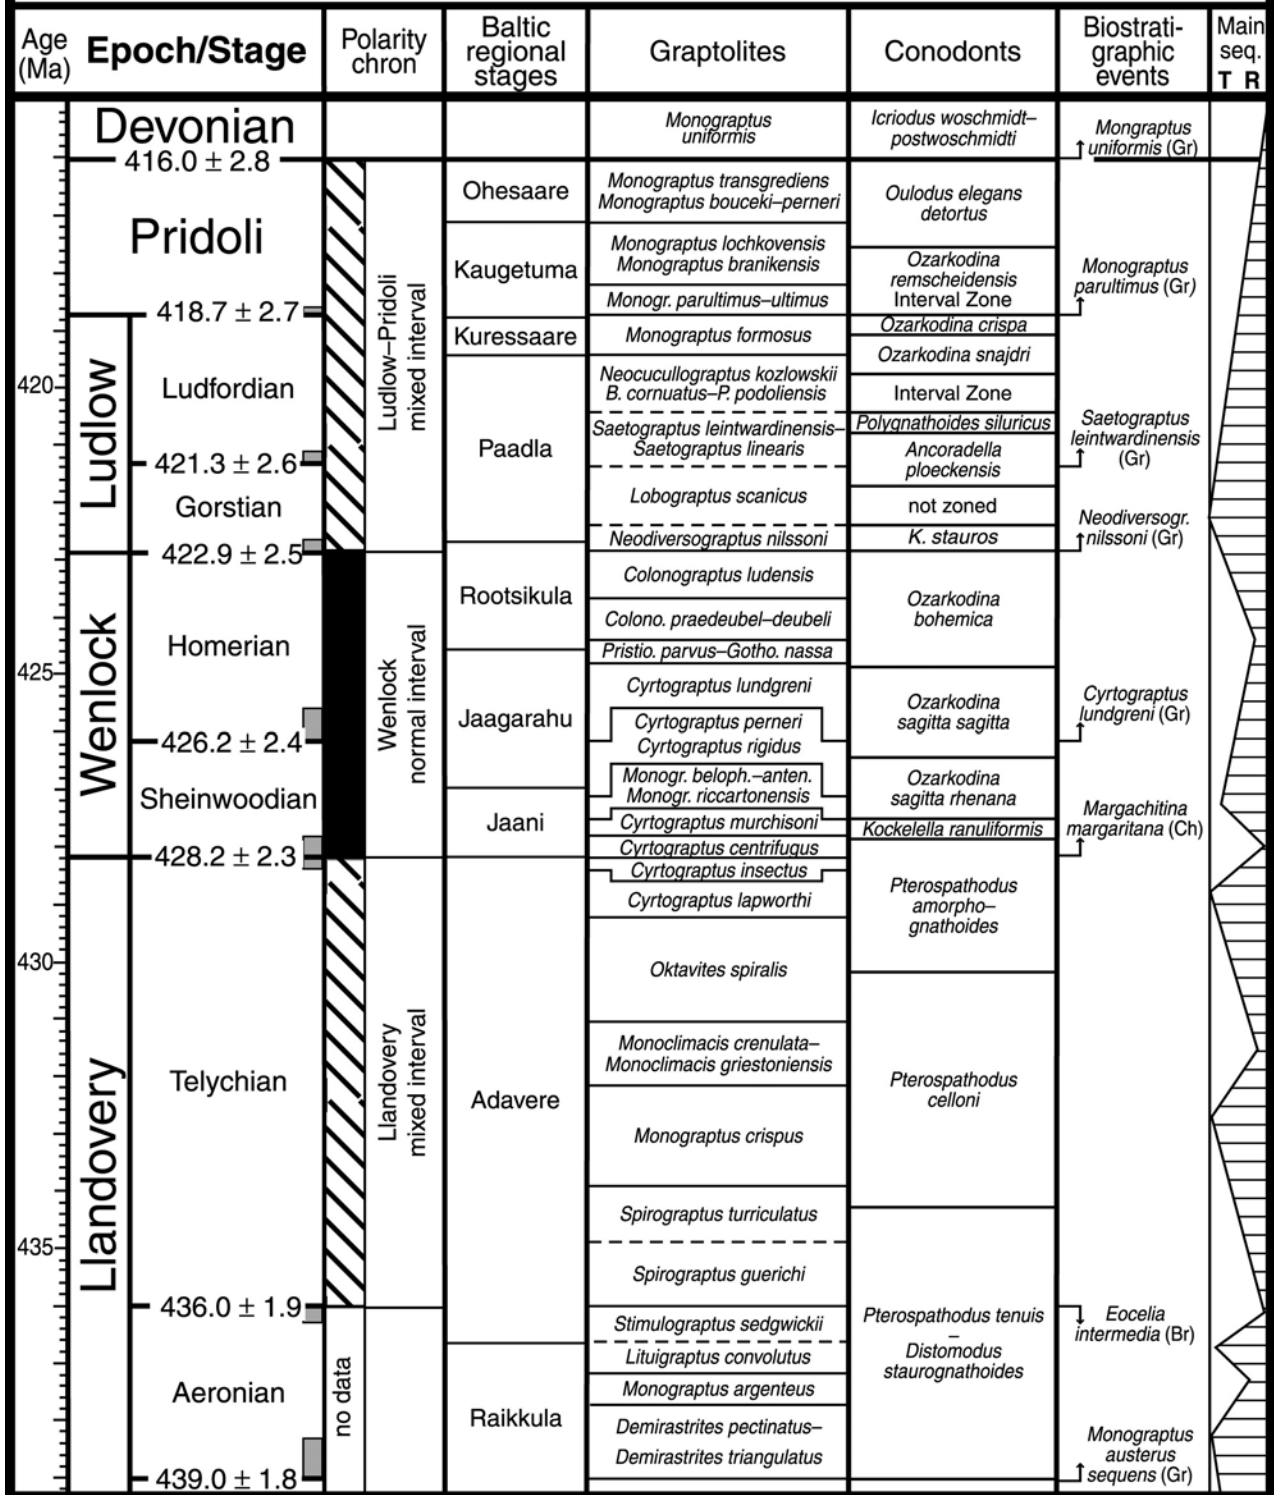 Age
(Ma)
Epoch/Stage
Polarity
chron
Baltic
regional
stages
Graptolites
Conodonts
Biostrati-
graphic
events
Main
seq.
T R
420
425
430
435
Devonian
416.0 ± 2.8
Pridoli
418.7 ± 2.7
Ludlow
Ludfordian
421.3 ± 2.6
Gorstian
422.9 ± 2.5
Wenlock
Homerian
426.2 ± 2.4
Sheinwoodian
428.2 ± 2.3
Llandovery
Telychian
436.0 ± 1.9
Aeronian
439.0 ± 1.8
Ludlow–Pridoli
mixed interval
Wenlock
normal interval
Llandovery
mixed interval
no data
Ohesaare
Kaugetuma
Kuressaare
Paadla
Rootsikula
Jaagarahu
Jaani
Adavere
Raikkula
Monograptus
uniformis
Monograptus transgrediens
Monograptus bouceki–perneri
Monograptus lochkovensis
Monograptus branikensis
Monogr. parultimus–ultimus
Monograptus formosus
Neocucullograptus kozlowskii
B. cornuatus–P. podoliensis
Saetograptus leintwardinensis–
Saetograptus linearis
Lobograptus scanicus
Neodiversograptus nilssoni
Colonograptus ludensis
Colono. praedeubel–deubeli
Pristio. parvus–Gotho. nassa
Cyrtograptus lundgreni
Cyrtograptus perneri
Cyrtograptus rigidus
Monogr. beloph.–anten.
Monogr. riccartonensis
Cyrtograptus murchisoni
Cyrtograptus centrifugus
Cyrtograptus insectus
Cyrtograptus lapworthi
Oktavites spiralis
Monoclimacis crenulata–
Monoclimacis griestoniensis
Monograptus crispus
Spirograptus turriculatus
Spirograptus guerichi
Stimulograptus sedgwickii
Lituigraptus convolutus
Monograptus argenteus
Demirastrites pectinatus–
Demirastrites triangulatus
Icriodus woschmidt–
postwoschmidti
Oulodus elegans
detortus
Ozarkodina
remscheidensis
Interval Zone
Ozarkodina crispa
Ozarkodina snajdri
Interval Zone
Polygnathoides siluricus
Ancoradella
ploeckensis
not zoned
K. stauros
Ozarkodina
bohemica
Ozarkodina
sagitta sagitta
Ozarkodina
sagitta rhenana
Kockelella ranuliformis
Pterospathodus
amorpho–
gnathoides
Pterospathodus
celloni
Pterospathodus tenuis
–
Distomodus
staurognathoides
Mongraptus
uniformis (Gr)
Monograptus
parultimus (Gr)
Saetograptus
leintwardinensis
(Gr)
Neodiversogr.
nilssoni (Gr)
Cyrtograptus
lundgreni (Gr)
Margachitina
margaritana (Ch)
Eocelia
intermedia (Br)
Monograptus
austerus
sequens (Gr)